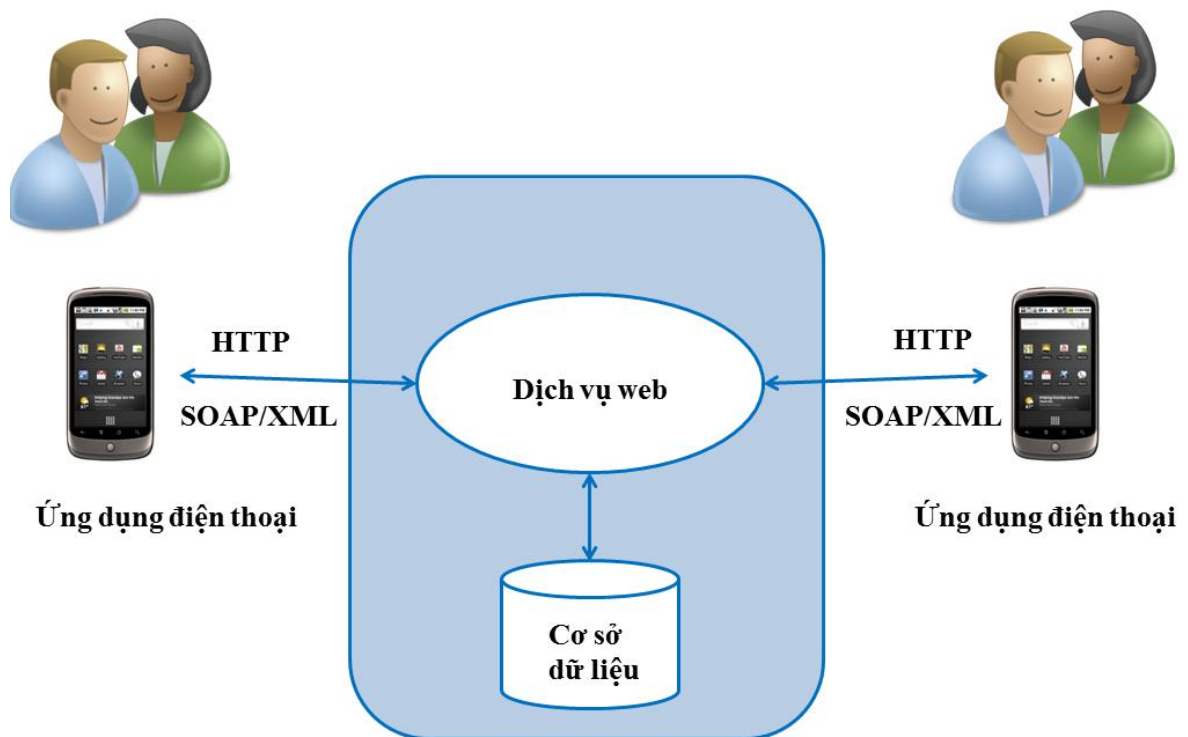 HTTP
SOAP/XML
Ứng dụng điện thoại
Dịch vụ web
Cơ sở
dữ liệu
HTTP
SOAP/XML
Ứng dụng điện thoại